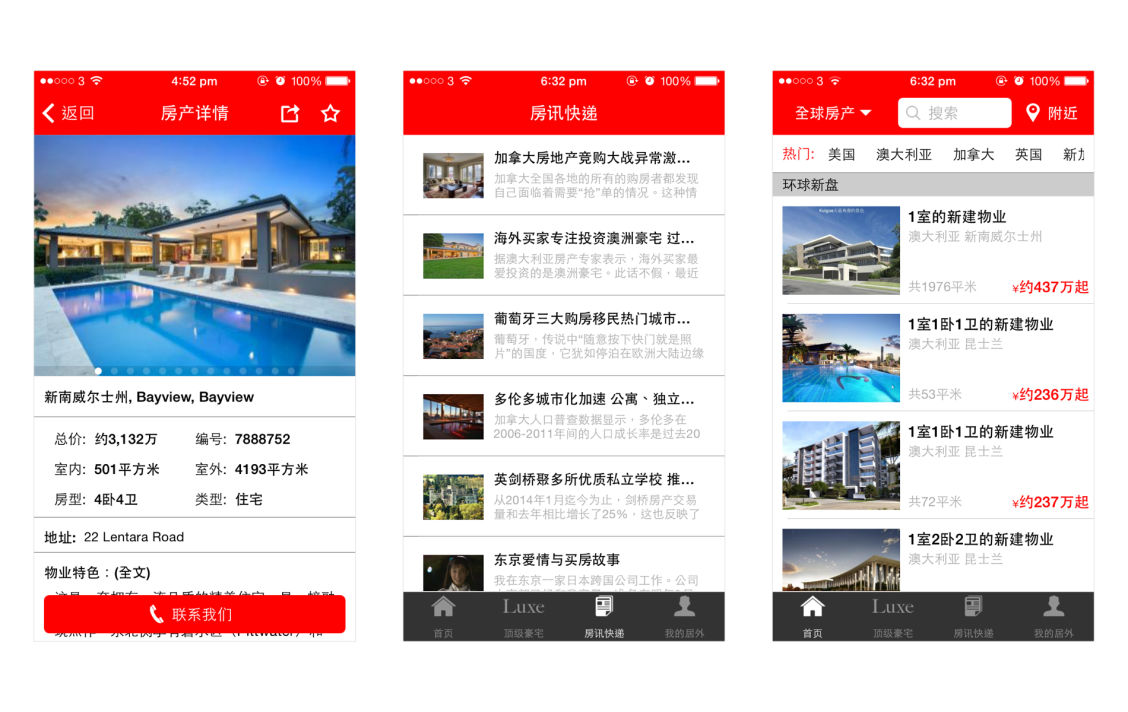 3 4:52 pm 100%
返回 房产详情
新南威尔士州, Bayview, Bayview
总价: 约3,132万 编号: 7888752
室内: 501平方米 室外: 4193平方米
房型: 4卧4卫 类型: 住宅
地址: 22 Lentara Road
物业特色：(全文)
联系我们
3 6:32 pm 100%
房讯快递
加拿大房地产竞购大战异常激...
加拿大全国各地的所有的购房者都发现
自己面临着需要“抢”单的情况。这种情
海外买家专注投资澳洲豪宅 过...
据澳大利亚房产专家表示，海外买家最
爱投资的是澳洲豪宅。此话不假，最近
葡萄牙三大购房移民热门城市...
葡萄牙，传说中“随意按下快门就是照
片”的国度，它犹如停泊在欧洲大陆边缘
多伦多城市化加速 公寓、独立...
加拿大人口普查数据显示，多伦多在
2006-2011年间的人口成长率是过去20
英剑桥聚多所优质私立学校 推...
从2014年1月迄今为止，剑桥房产交易
量和去年相比增长了25%，这也反映了
东京爱情与买房故事
我在东京一家日本跨国公司工作。公司
首页 Luxe 顶级豪宅 房讯快递 我的居外
3 6:32 pm 100%
全球房产 搜索 附近
热门: 美国 澳大利亚 加拿大 英国 新加
环球新盘
1室的新建物业
澳大利亚 新南威尔士州
共1976平米 ¥约437万起
1室1卧1卫的新建物业
澳大利亚 昆士兰
共53平米 ¥约236万起
1室1卧1卫的新建物业
澳大利亚 昆士兰
共72平米 ¥约237万起
1室2卧2卫的新建物业
澳大利亚 昆士兰
首页 Luxe 顶级豪宅 房讯快递 我的居外